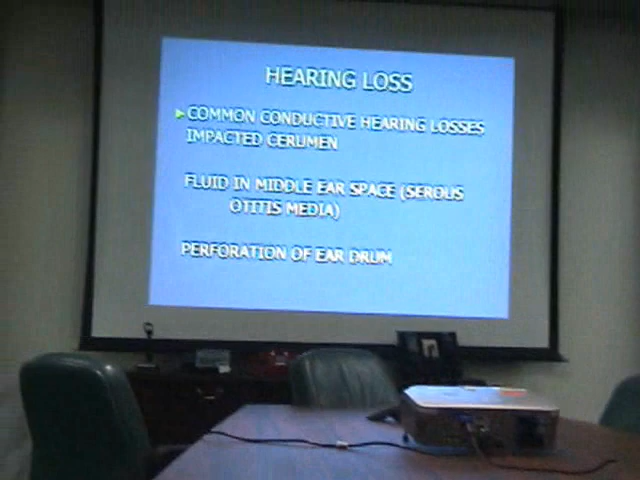 HEARING LOSS
COMMON CONDUCTIVE HEARING LOSSES
IMPACTED CERUMEN
FLUID IN MIDDLE EAR SPACE (SEROUS
OTITIS MEDIA)
PERFORATION OF EAR DRUM